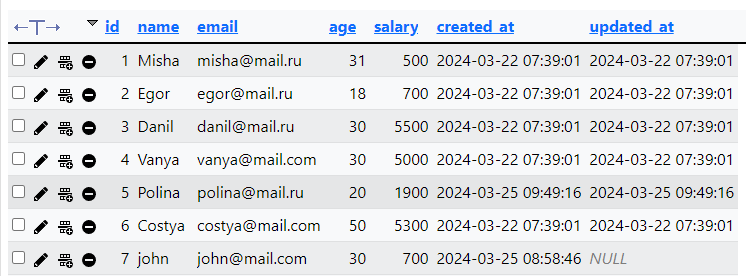 id name email age salary created_at updated_at
1 Misha misha@mail.ru 31 500 2024-03-22 07:39:01 2024-03-22 07:39:01
2 Egor egor@mail.ru 18 700 2024-03-22 07:39:01 2024-03-22 07:39:01
3 Danil danil@mail.ru 30 5500 2024-03-22 07:39:01 2024-03-22 07:39:01
4 Vanya vanya@mail.com 30 5000 2024-03-22 07:39:01 2024-03-22 07:39:01
5 Polina polina@mail.ru 20 1900 2024-03-25 09:49:16 2024-03-25 09:49:16
6 Costya costya@mail.com 50 5300 2024-03-22 07:39:01 2024-03-22 07:39:01
7 john john@mail.com 30 700 2024-03-25 08:58:46 NULL